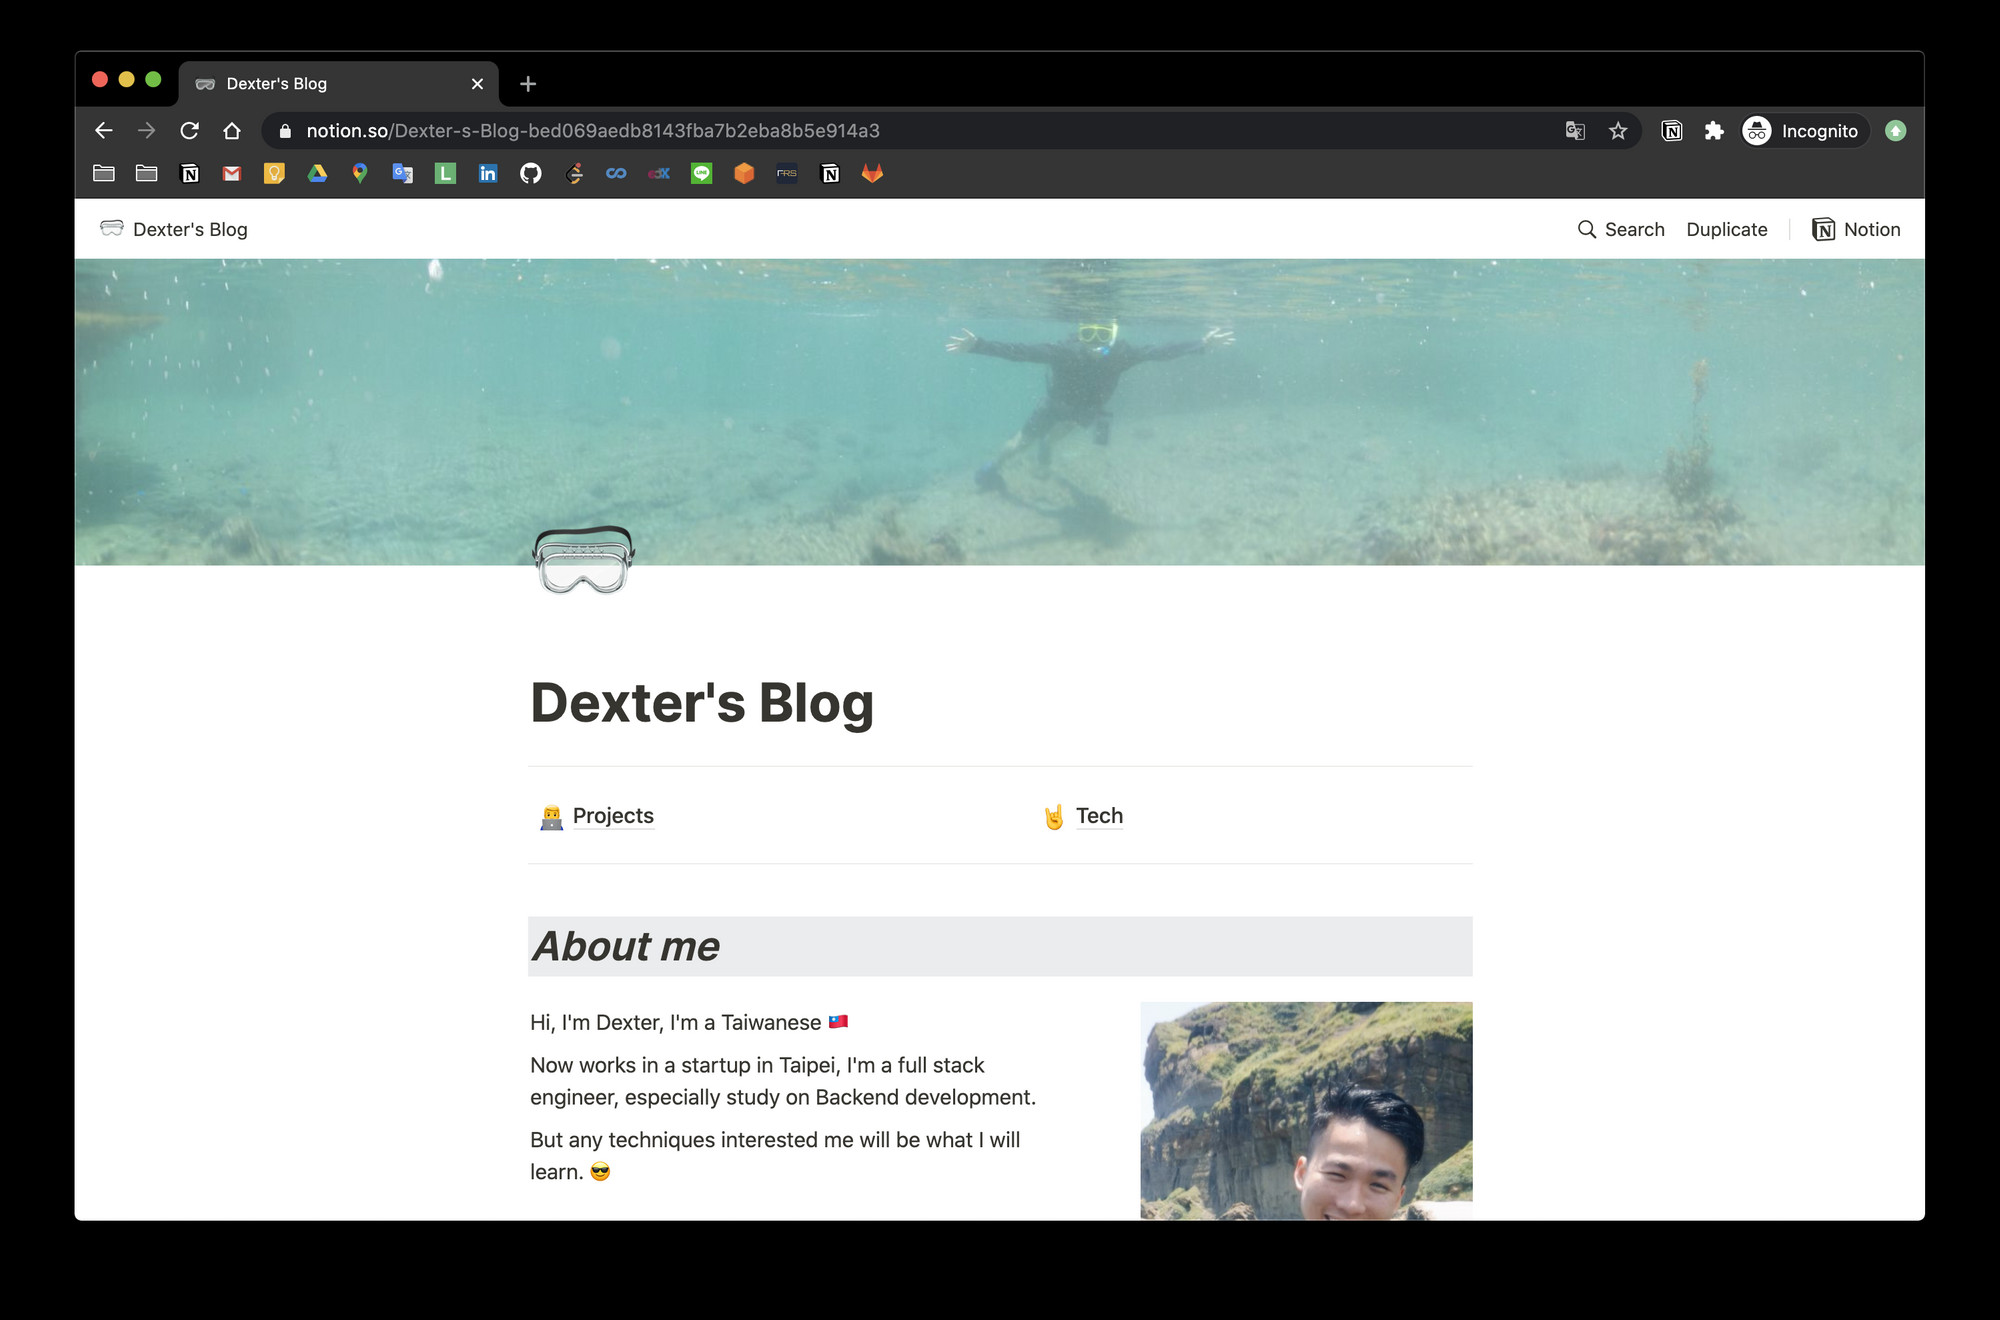 Dexter's Blog
notion.so/Dexter-s-Blog-bed069aedb8143fba7b2eba8b5e914a3
Incognito
Dexter's Blog
Search
Duplicate
Notion
Dexter's Blog
Projects
Tech
About me
Hi, I'm Dexter, I'm a Taiwanese 🇹🇼
Now works in a startup in Taipei, I'm a full stack
engineer, especially study on Backend development.
But any techniques interested me will be what I will
learn. 😎